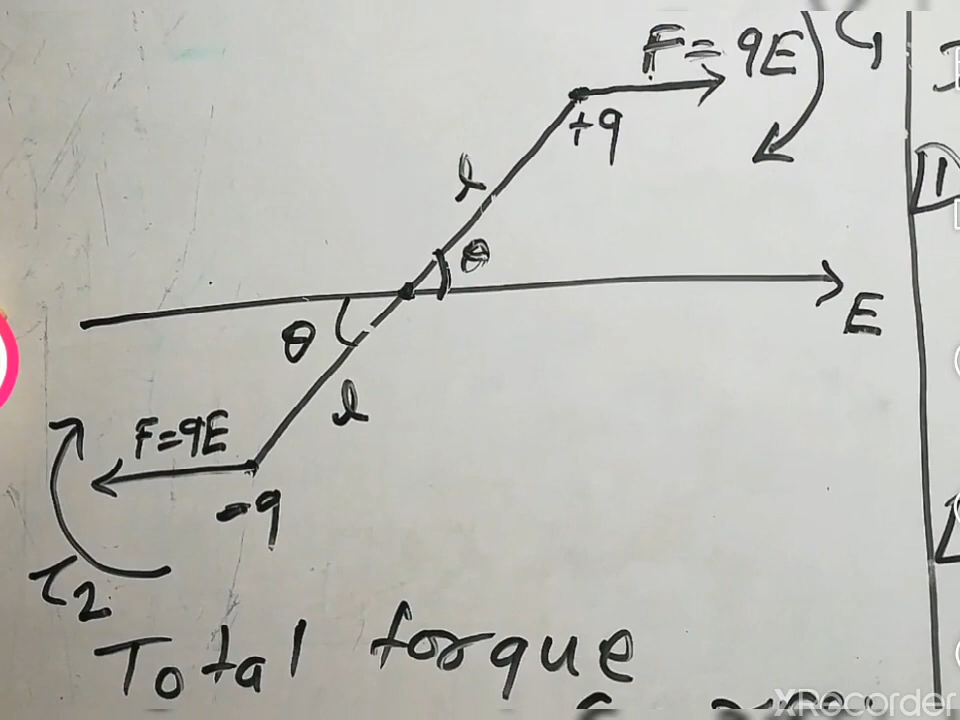 F = qE
τ1
+q
l
θ
E
θ
l
F=qE
-q
τ2
Total torque
XRecorder